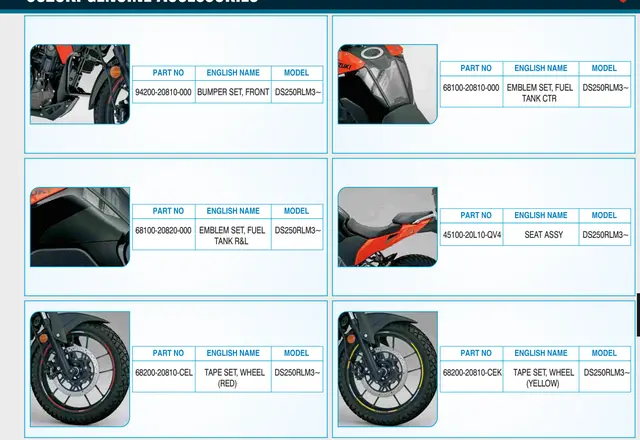 SUZUKI GENUINE ACCESSORIES
PART NO ENGLISH NAME MODEL
94200-20810-000 BUMPER SET, FRONT DS250RLM3~
PART NO ENGLISH NAME MODEL
68100-20810-000 EMBLEM SET, FUEL DS250RLM3~
TANK CTR
PART NO ENGLISH NAME MODEL
68100-20820-000 EMBLEM SET, FUEL DS250RLM3~
TANK R&L
PART NO ENGLISH NAME MODEL
45100-20L10-QV4 SEAT ASSY DS250RLM3~
PART NO ENGLISH NAME MODEL
68200-20810-CEL TAPE SET, WHEEL DS250RLM3~
(RED)
PART NO ENGLISH NAME MODEL
68200-20810-CEK TAPE SET, WHEEL DS250RLM3~
(YELLOW)